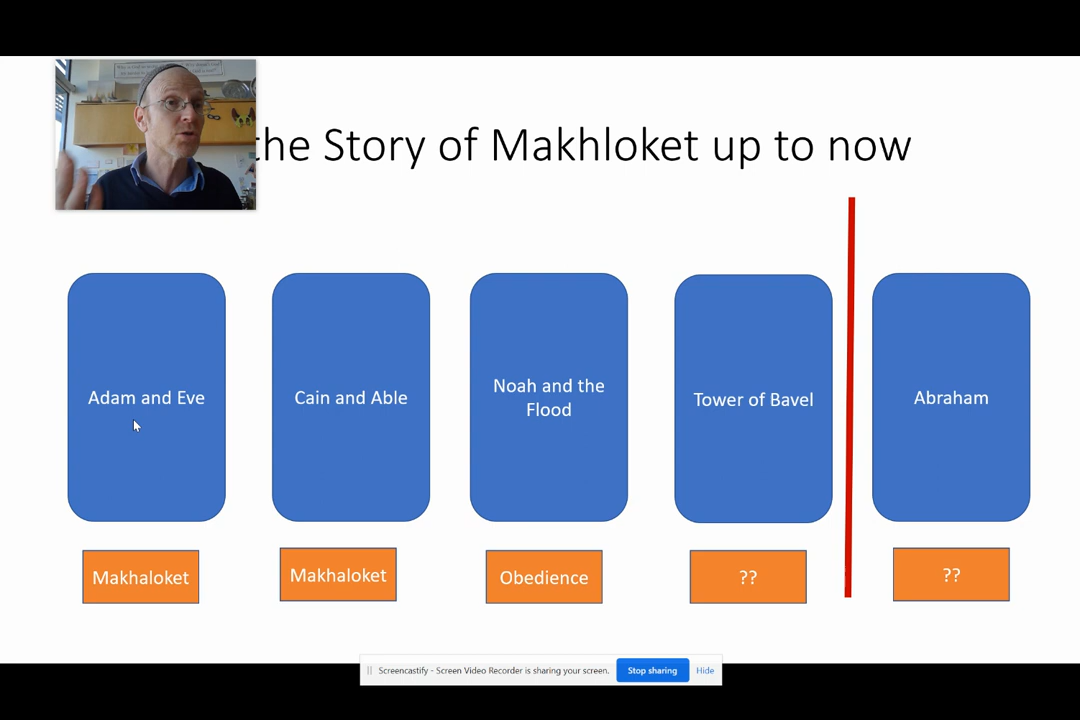 the Story of Makhloket up to now
Adam and Eve
Cain and Able
Noah and the
Flood
Tower of Bavel
Abraham
Makhaloket
Makhaloket
Obedience
??
??
Screencastify - Screen Video Recorder is sharing your screen.
Stop sharing
Hide